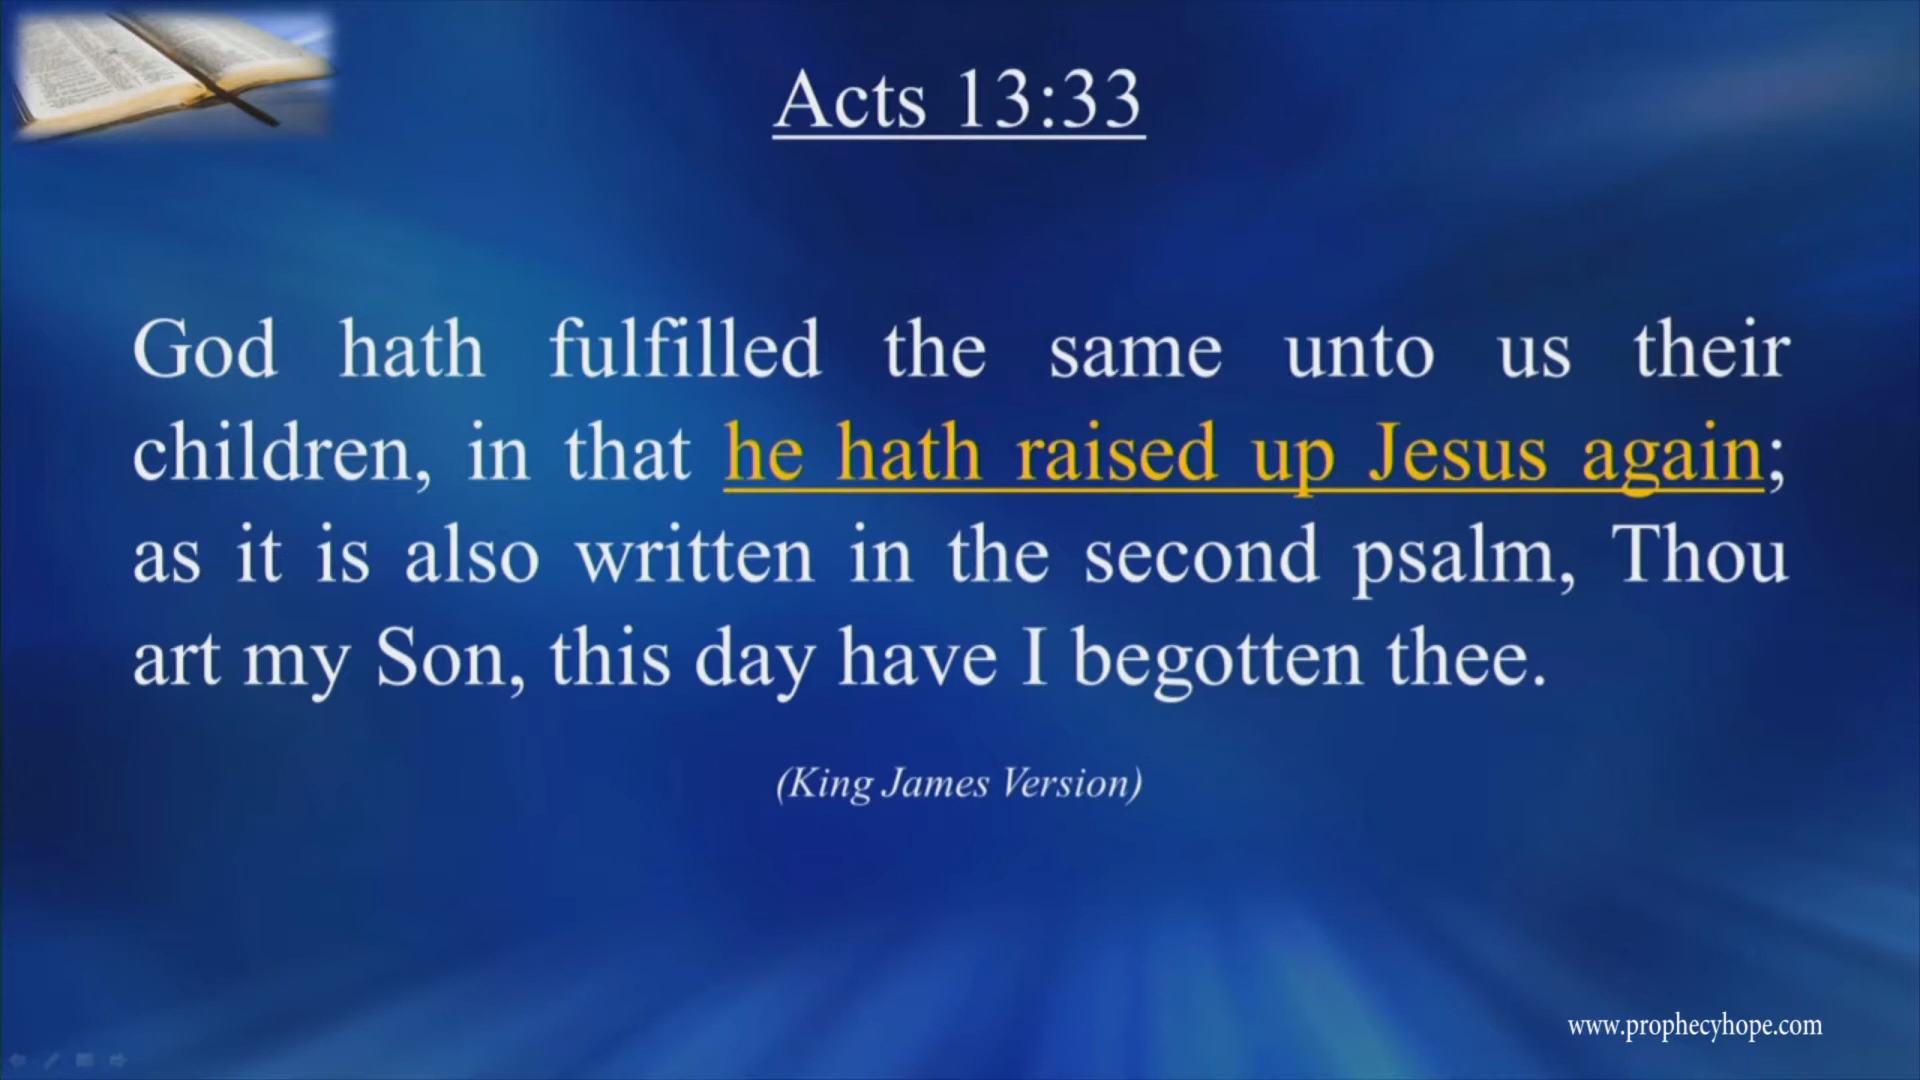 Acts 13:33
God hath fulfilled the same unto us their
children, in that he hath raised up Jesus again;
as it is also written in the second psalm, Thou
art my Son, this day have I begotten thee.
(King James Version)
www.prophecyhope.com